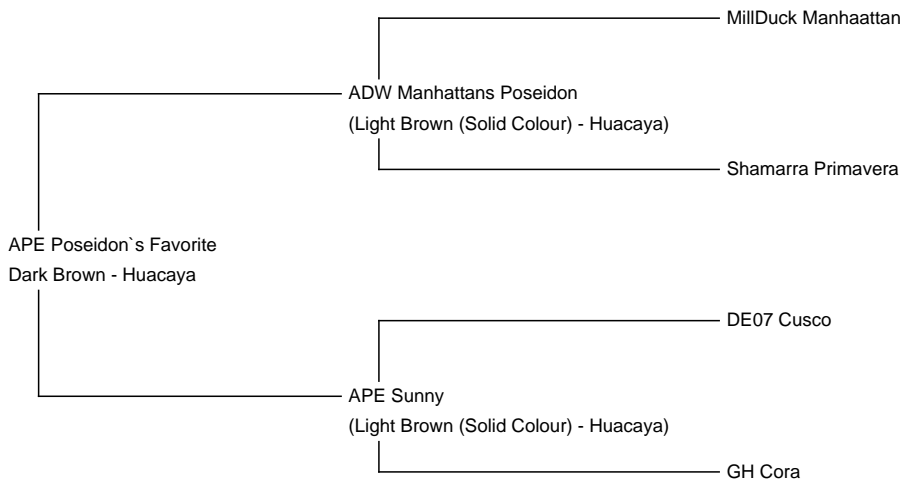 MillDuck Manhaattan
ADW Manhattans Poseidon
(Light Brown (Solid Colour) - Huacaya)
Shamarra Primavera
APE Poseidon`s Favorite
Dark Brown - Huacaya
DE07 Cusco
APE Sunny
(Light Brown (Solid Colour) - Huacaya)
GH Cora